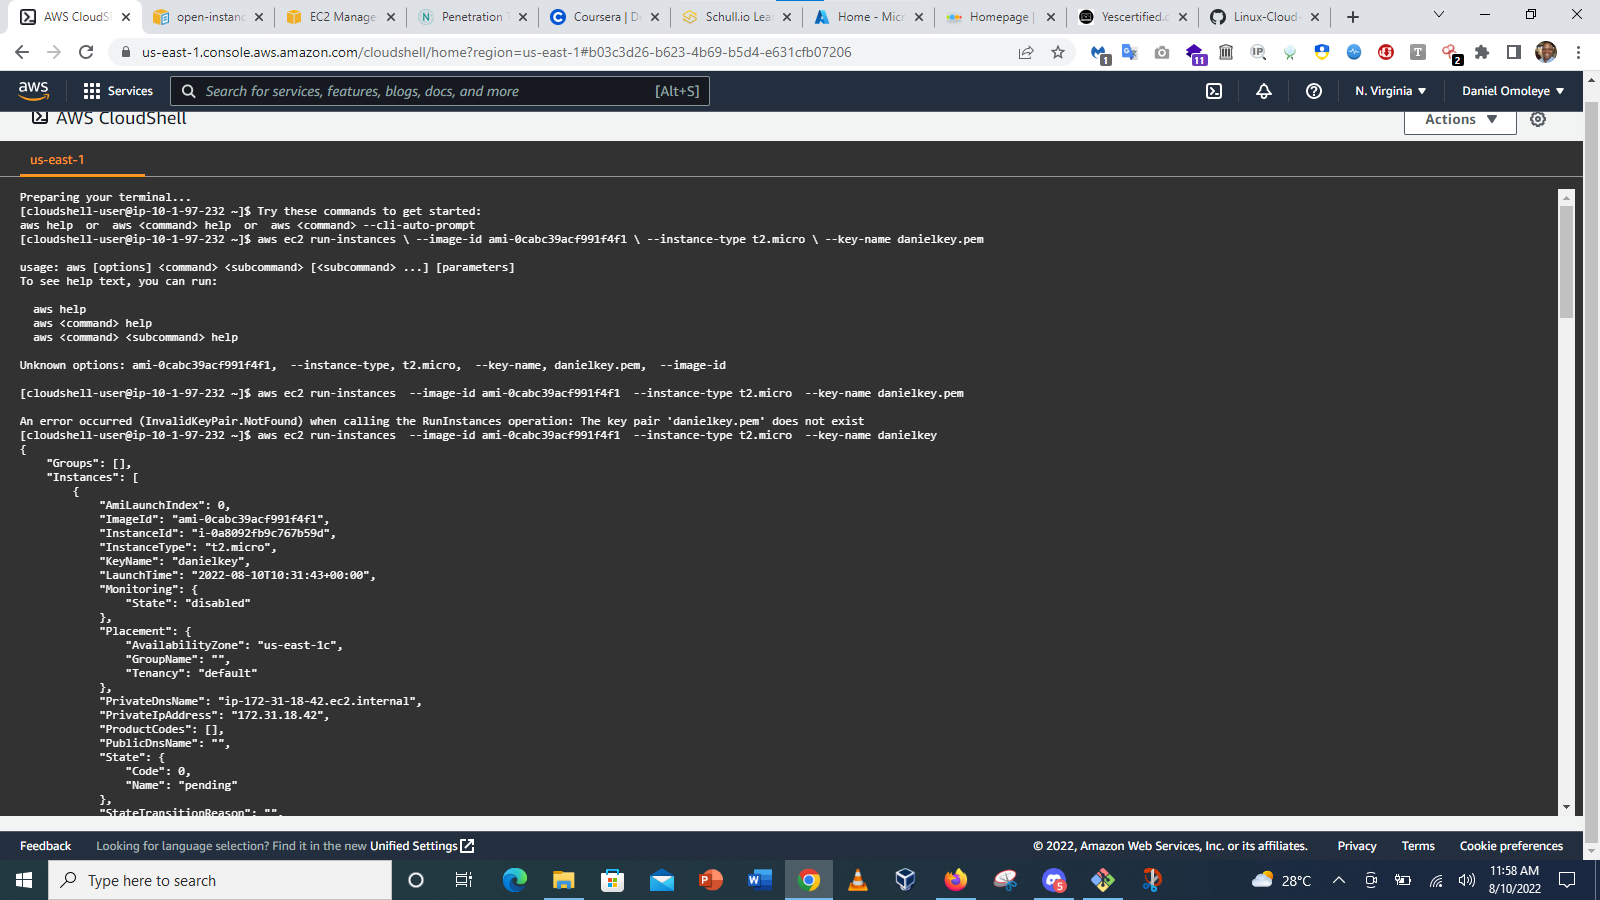 AWS CloudS
open-instanc
EC2 Manage
Penetration T
Coursera | D
Schull.io Lea
Home - Micr
Homepage |
Yescertified.c
Linux-Cloud-
us-east-1.console.aws.amazon.com/cloudshell/home?region=us-east-1#b03c3d26-b623-4b69-b5d4-e631cfb07206
1
11
IP
T
2
aws
Services
Search for services, features, blogs, docs, and more
[Alt+S]
N. Virginia ▼
Daniel Omoleye ▼
AWS CloudShell
Actions ▼
us-east-1
Preparing your terminal...
[cloudshell-user@ip-10-1-97-232 ~]$ Try these commands to get started:
aws help  or  aws <command> help  or  aws <command> --cli-auto-prompt
[cloudshell-user@ip-10-1-97-232 ~]$ aws ec2 run-instances \ --image-id ami-0cabc39acf991f4f1 \ --instance-type t2.micro \ --key-name danielkey.pem
usage: aws [options] <command> <subcommand> [<subcommand> ...] [parameters]
To see help text, you can run:
aws help
aws <command> help
aws <command> <subcommand> help
Unknown options: ami-0cabc39acf991f4f1,  --instance-type, t2.micro,  --key-name, danielkey.pem,  --image-id
[cloudshell-user@ip-10-1-97-232 ~]$ aws ec2 run-instances  --image-id ami-0cabc39acf991f4f1  --instance-type t2.micro  --key-name danielkey.pem
An error occurred (InvalidKeyPair.NotFound) when calling the RunInstances operation: The key pair 'danielkey.pem' does not exist
[cloudshell-user@ip-10-1-97-232 ~]$ aws ec2 run-instances  --image-id ami-0cabc39acf991f4f1  --instance-type t2.micro  --key-name danielkey
{
"Groups": [],
"Instances": [
{
"AmiLaunchIndex": 0,
"ImageId": "ami-0cabc39acf991f4f1",
"InstanceId": "i-0a8092fb9c767b59d",
"InstanceType": "t2.micro",
"KeyName": "danielkey",
"LaunchTime": "2022-08-10T10:31:43+00:00",
"Monitoring": {
"State": "disabled"
},
"Placement": {
"AvailabilityZone": "us-east-1c",
"GroupName": "",
"Tenancy": "default"
},
"PrivateDnsName": "ip-172-31-18-42.ec2.internal",
"PrivateIpAddress": "172.31.18.42",
"ProductCodes": [],
"PublicDnsName": "",
"State": {
"Code": 0,
"Name": "pending"
},
"StateTransitionReason": "",
Feedback
Looking for language selection? Find it in the new Unified Settings
© 2022, Amazon Web Services, Inc. or its affiliates.
Privacy
Terms
Cookie preferences
Type here to search
5
28°C
11:58 AM
8/10/2022